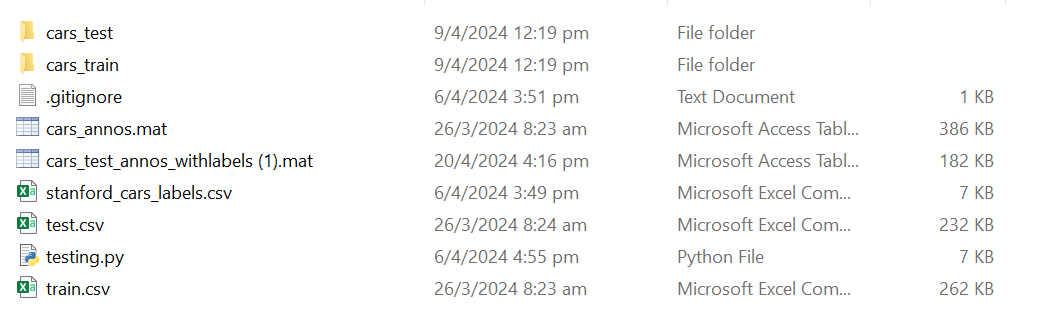 cars_test 9/4/2024 12:19 pm File folder
cars_train 9/4/2024 12:19 pm File folder
.gitignore 6/4/2024 3:51 pm Text Document 1 KB
cars_annos.mat 26/3/2024 8:23 am Microsoft Access Tabl... 386 KB
cars_test_annos_withlabels (1).mat 20/4/2024 4:16 pm Microsoft Access Tabl... 182 KB
stanford_cars_labels.csv 6/4/2024 3:49 pm Microsoft Excel Com... 7 KB
test.csv 26/3/2024 8:24 am Microsoft Excel Com... 232 KB
testing.py 6/4/2024 4:55 pm Python File 7 KB
train.csv 26/3/2024 8:23 am Microsoft Excel Com... 262 KB